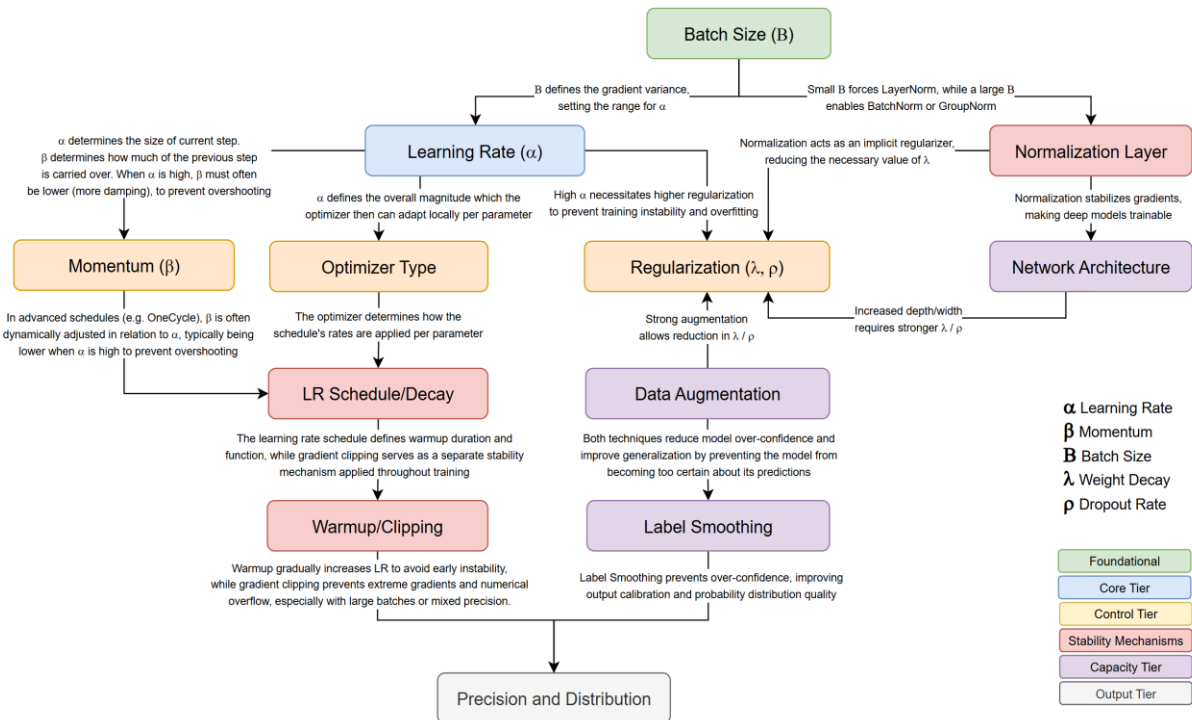 Batch Size (B)
B defines the gradient variance,
setting the range for α
Small B forces LayerNorm, while a large B
enables BatchNorm or GroupNorm
α determines the size of current step.
β determines how much of the previous step
is carried over. When α is high, β must often
be lower (more damping), to prevent overshooting
Learning Rate (α)
Normalization acts as an implicit regularizer,
reducing the necessary value of λ
Normalization Layer
α defines the overall magnitude which the
optimizer then can adapt locally per parameter
High α necessitates higher regularization
to prevent training instability and overfitting
Normalization stabilizes gradients,
making deep models trainable
Momentum (β)
Optimizer Type
Regularization (λ, ρ)
Network Architecture
In advanced schedules (e.g. OneCycle), β is often
dynamically adjusted in relation to α, typically being
lower when α is high to prevent overshooting
The optimizer determines how the
schedule's rates are applied per parameter
Strong augmentation
allows reduction in λ / ρ
Increased depth/width
requires stronger λ / ρ
LR Schedule/Decay
Data Augmentation
The learning rate schedule defines warmup duration and
function, while gradient clipping serves as a separate stability
mechanism applied throughout training
Both techniques reduce model over-confidence and
improve generalization by preventing the model from
becoming too certain about its predictions
Warmup/Clipping
Label Smoothing
Warmup gradually increases LR to avoid early instability,
while gradient clipping prevents extreme gradients and numerical
overflow, especially with large batches or mixed precision.
Label Smoothing prevents over-confidence, improving
output calibration and probability distribution quality
Precision and Distribution
α Learning Rate
β Momentum
B Batch Size
λ Weight Decay
ρ Dropout Rate
Foundational
Core Tier
Control Tier
Stability Mechanisms
Capacity Tier
Output Tier